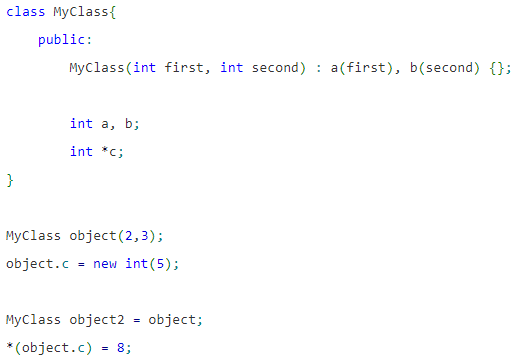 class MyClass{
    public:
        MyClass(int first, int second) : a(first), b(second) {};
        int a, b;
        int *c;
}
MyClass object(2,3);
object.c = new int(5);
MyClass object2 = object;
*(object.c) = 8;